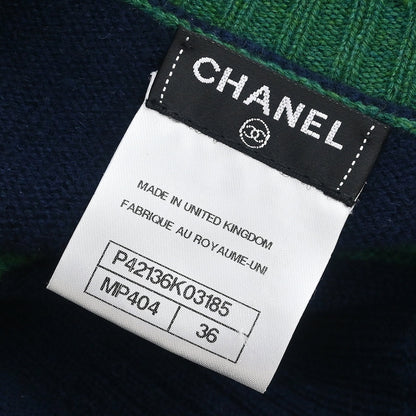 CHANEL
MADE IN UNITED KINGDOM
FABRIQUE AU ROYAUME-UNI
P42136K03185
MP404 36